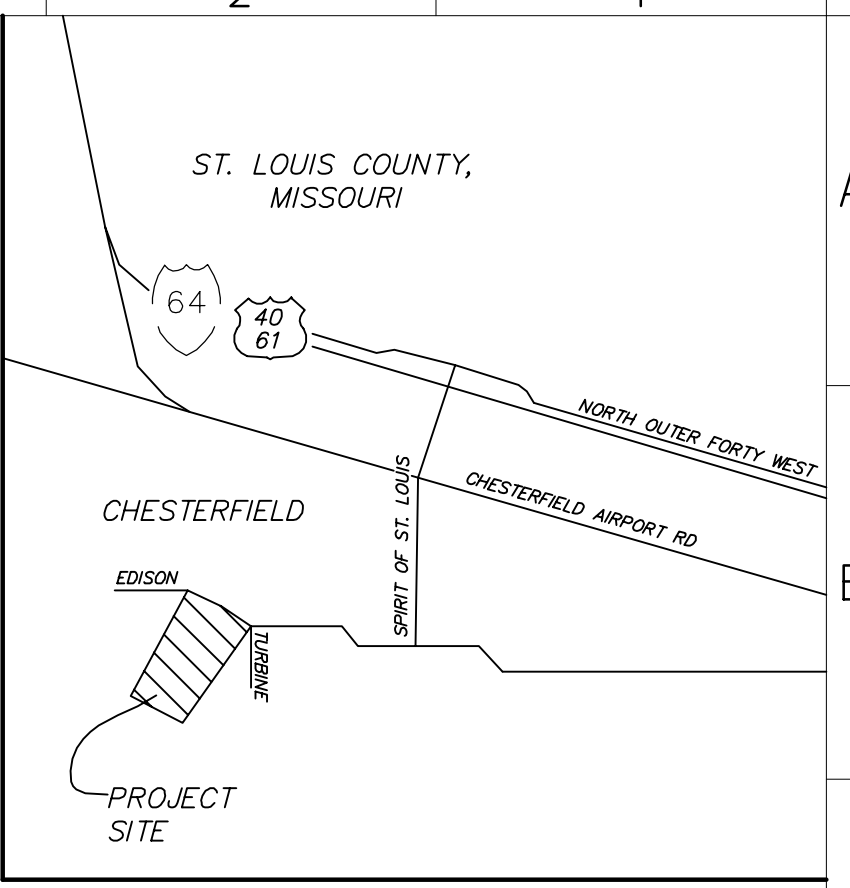 ST. LOUIS COUNTY,
MISSOURI
64
40
61
NORTH OUTER FORTY WEST
CHESTERFIELD AIRPORT RD
SPIRIT OF ST. LOUIS
CHESTERFIELD
EDISON
TURBINE
PROJECT
SITE